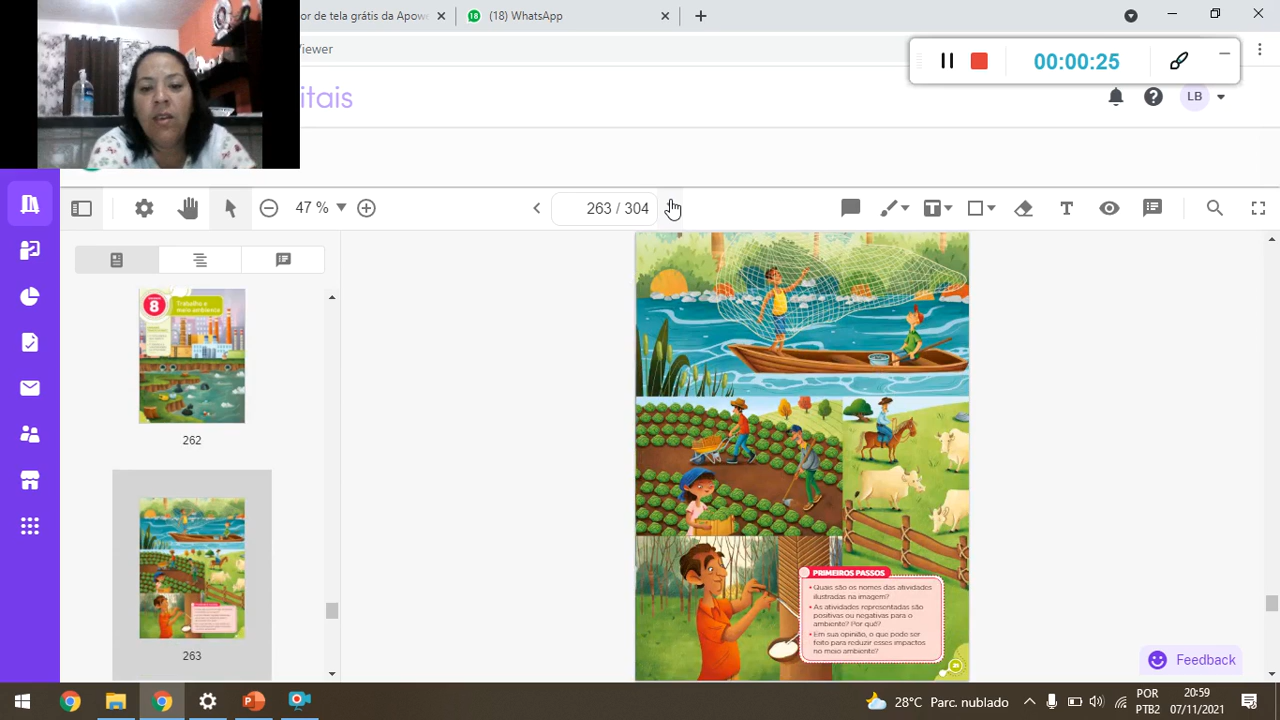 or de tela grátis da Apowe
(18) WhatsApp
18
iewer
00:00:25
itais
LB
47 %
263 / 304
8
Trabalho e
meio ambiente
262
263
PRIMEIROS PASSOS
• Quais são os nomes das atividades
ilustradas na imagem?
• As atividades representadas são
positivas ou negativas para o
ambiente? Por quê?
• Em sua opinião, o que pode ser
feito para reduzir esses impactos
no meio ambiente?
Feedback
28°C Parc. nublado
POR
PTB2
20:59
07/11/2021